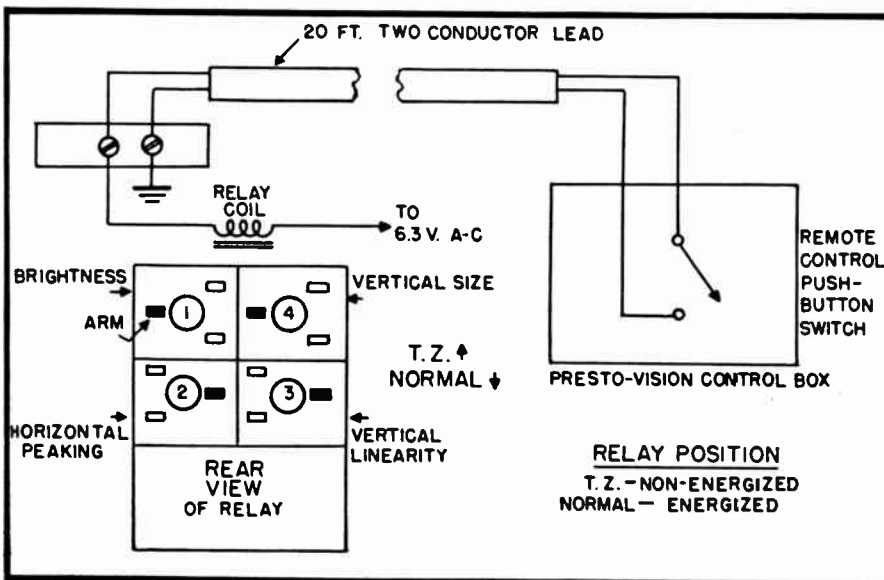 20 FT. TWO CONDUCTOR LEAD
RELAY
COIL
TO
6.3 V. A-C
BRIGHTNESS
ARM
1
4
2
3
VERTICAL SIZE
T.Z.
NORMAL
HORIZONTAL
PEAKING
VERTICAL
LINEARITY
REAR
VIEW
OF RELAY
REMOTE
CONTROL
PUSH-
BUTTON
SWITCH
PRESTO-VISION CONTROL BOX
RELAY POSITION
T.Z.-NON-ENERGIZED
NORMAL- ENERGIZED